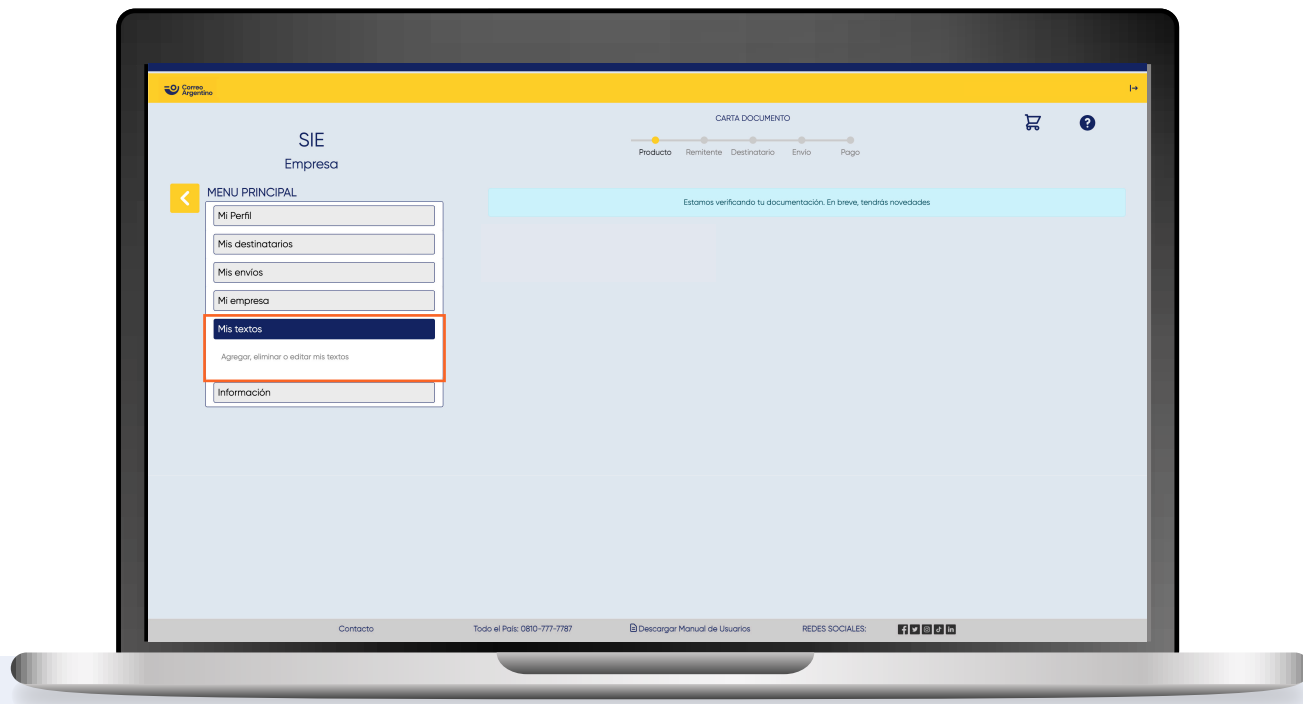 Correo
Argentino
CARTA DOCUMENTO
SIE
Empresa
Producto Remitente Destinatario Envío Pago
MENU PRINCIPAL
Estamos verificando tu documentación. En breve, tendrás novedades
Mi Perfil
Mis destinatarios
Mis envíos
Mi empresa
Mis textos
Agregar, eliminar o editar mis textos
Información
Contacto
Todo el País: 0810-777-7787
Descargar Manual de Usuarios
REDES SOCIALES: